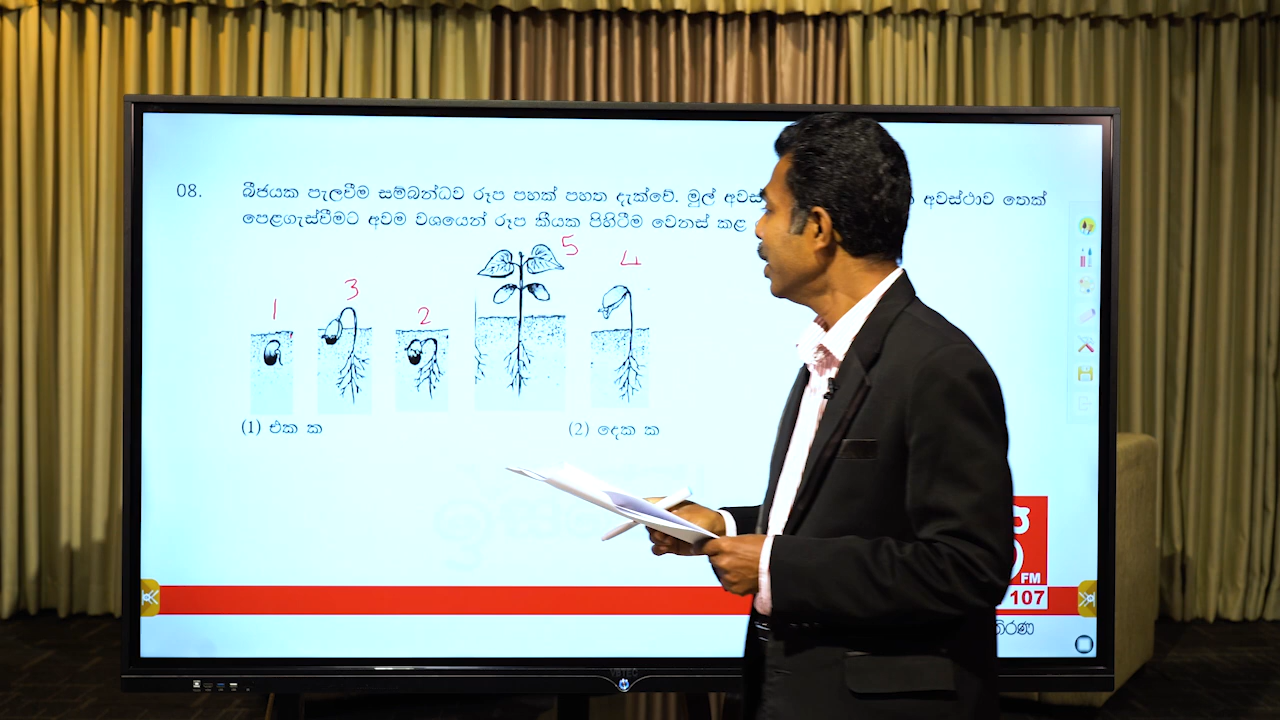 08. බීජයක පැලවීම සම්බන්ධව රූප පහක් පහත දැක්වේ. මුල් අවස් අවස්ථාව තෙක්
පෙළගැස්වීමට අවම වශයෙන් රූප කීයක පිහිටීම වෙනස් කළ
5 4
3
1 2
(1) එක ක (2) දෙක ක
FM
107
තිරණ